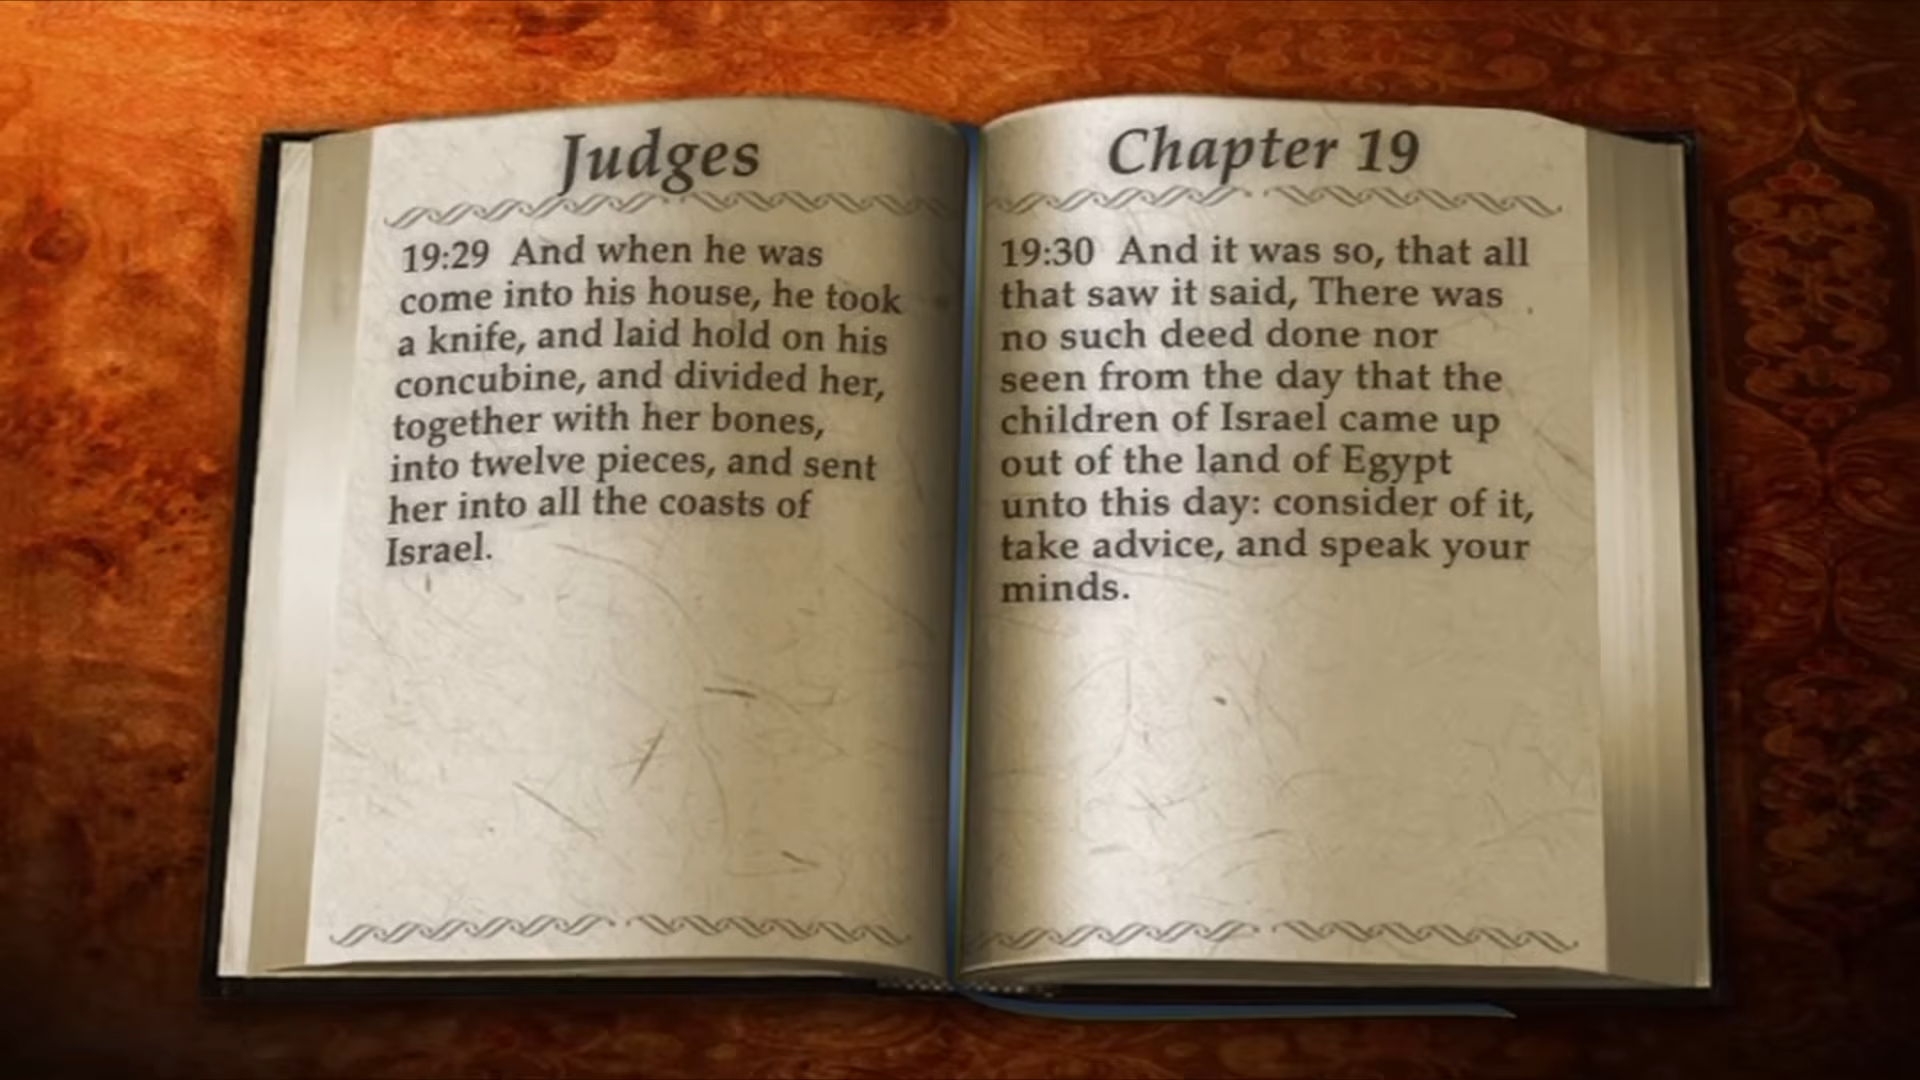 Judges
19:29 And when he was
come into his house, he took
a knife, and laid hold on his
concubine, and divided her,
together with her bones,
into twelve pieces, and sent
her into all the coasts of
Israel.
Chapter 19
19:30 And it was so, that all
that saw it said, There was
no such deed done nor
seen from the day that the
children of Israel came up
out of the land of Egypt
unto this day: consider of it,
take advice, and speak your
minds.